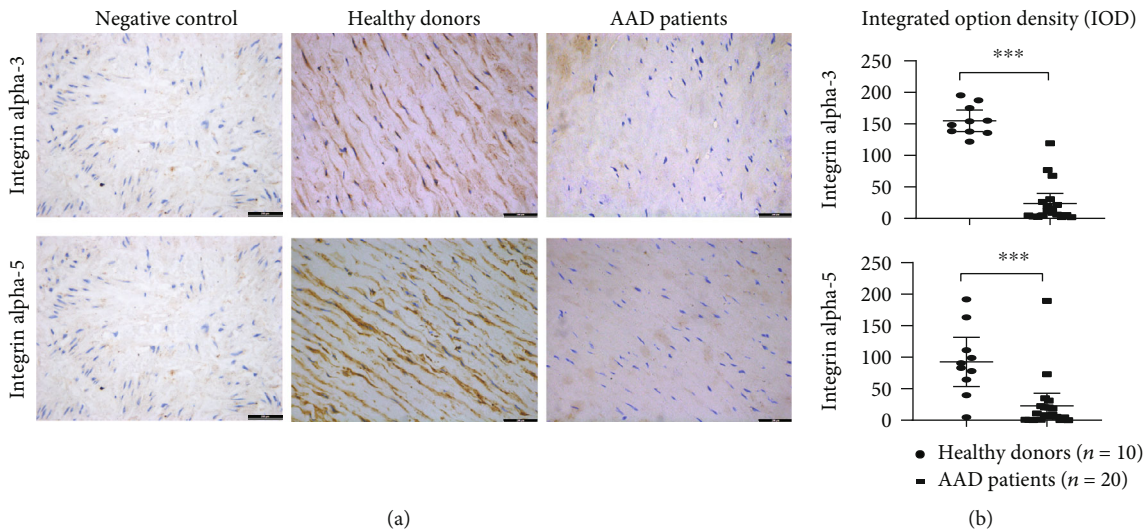 Negative control
Healthy donors
AAD patients
Integrin alpha-3
Integrin alpha-5
(a)
Integrated option density (IOD)
Integrin alpha-3
250
200
150
100
50
0
***
Integrin alpha-5
250
200
150
100
50
0
***
Healthy donors (n = 10)
AAD patients (n = 20)
(b)